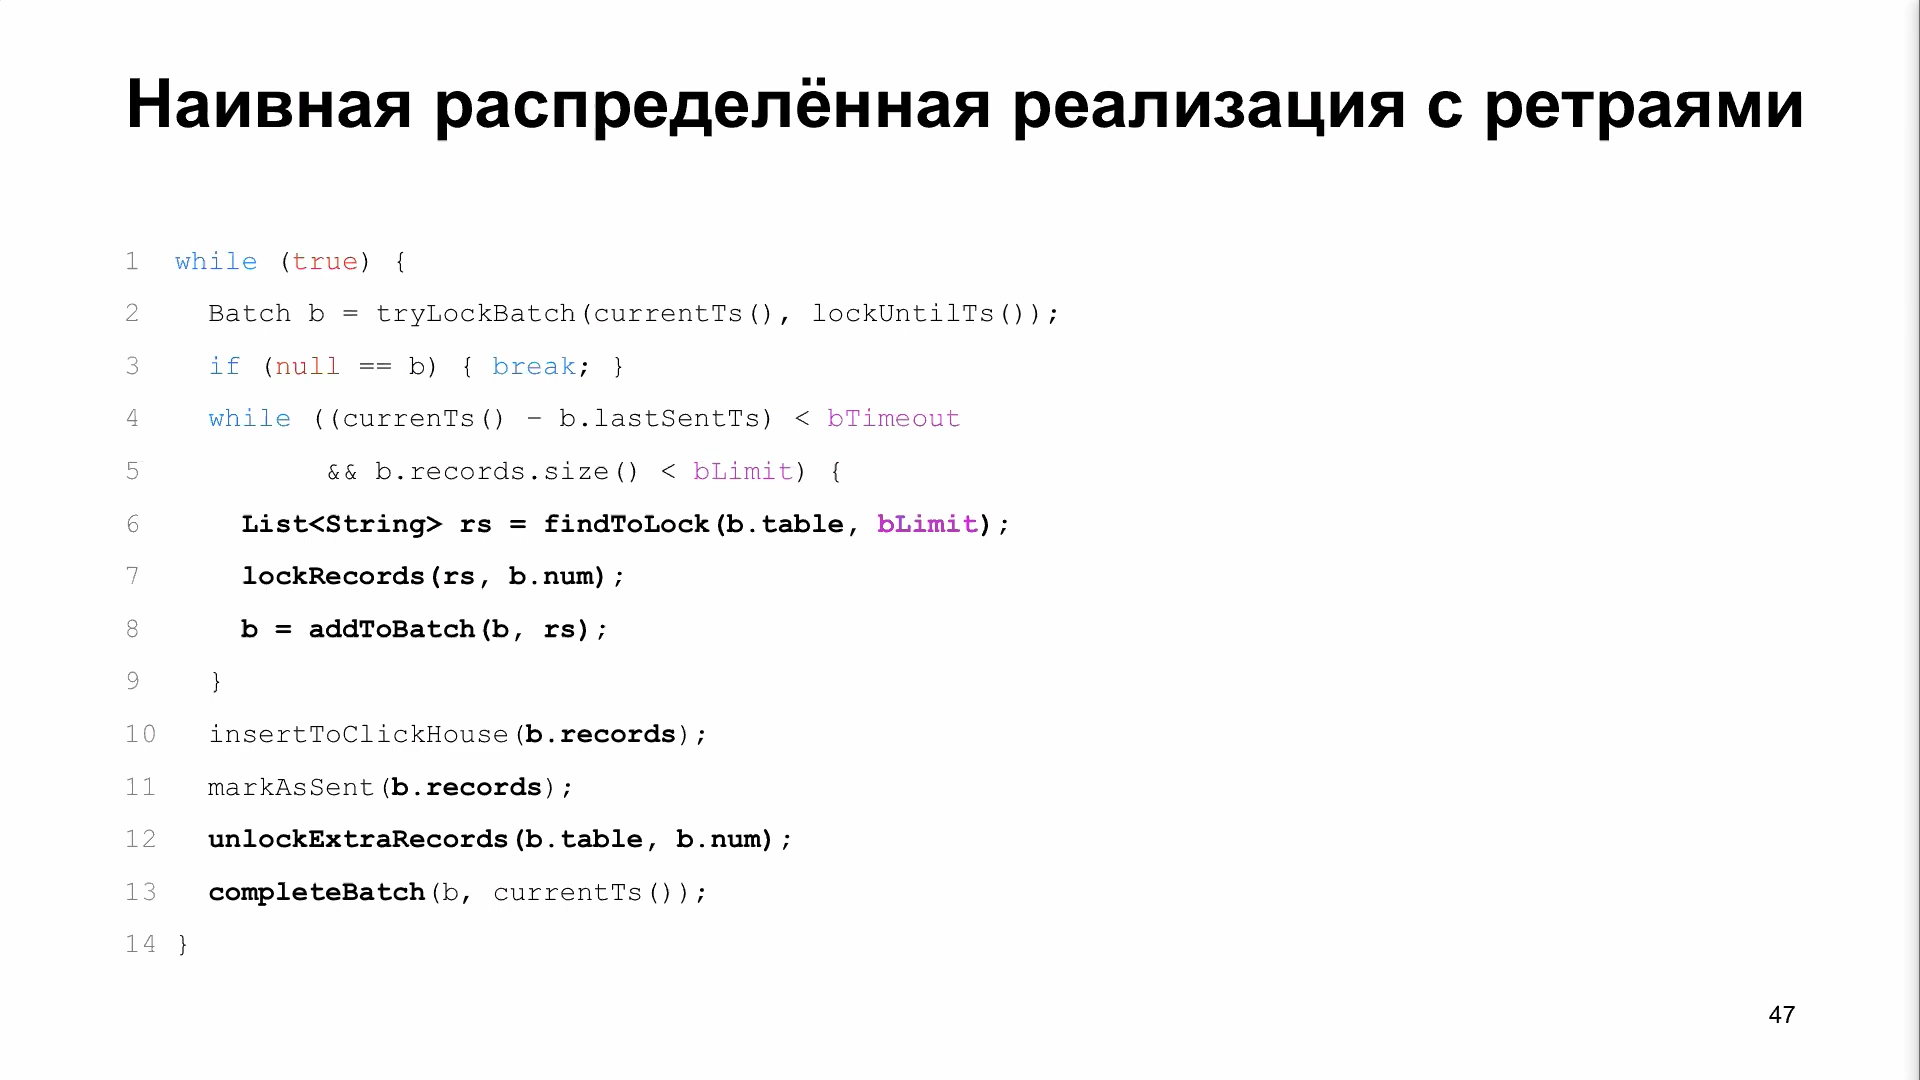 Наивная распределённая реализация с ретраями
1 while (true) {
2 Batch b = tryLockBatch(currentTs(), lockUntilTs());
3 if (null == b) { break; }
4 while ((currenTs() - b.lastSentTs) < bTimeout
5 && b.records.size() < bLimit) {
6 List<String> rs = findToLock(b.table, bLimit);
7 lockRecords(rs, b.num);
8 b = addToBatch(b, rs);
9 }
10 insertToClickHouse(b.records);
11 markAsSent(b.records);
12 unlockExtraRecords(b.table, b.num);
13 completeBatch(b, currentTs());
14 }
47